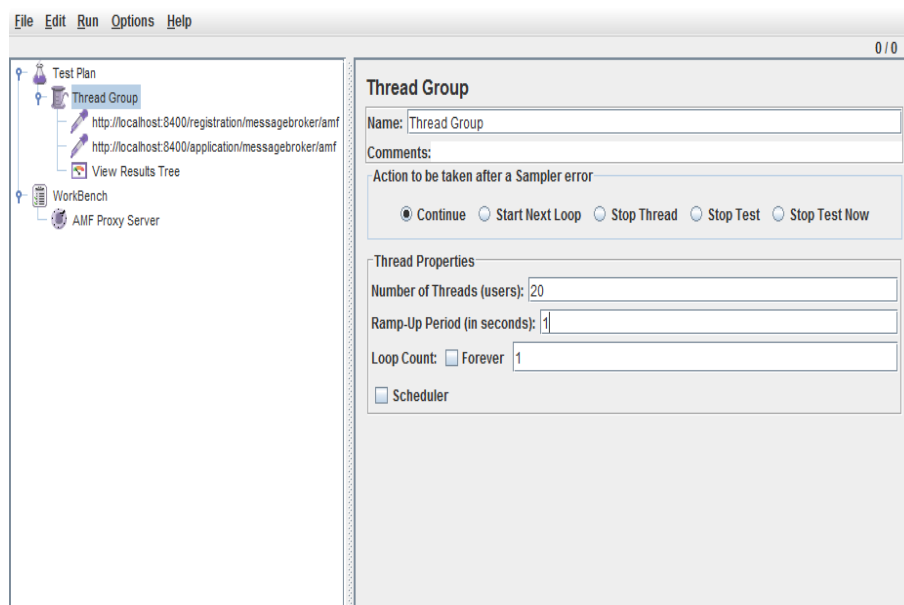 File Edit Run Options Help
0 / 0
Test Plan
Thread Group
http://localhost:8400/registration/messagebroker/amf
http://localhost:8400/application/messagebroker/amf
View Results Tree
WorkBench
AMF Proxy Server
Thread Group
Name: Thread Group
Comments:
Action to be taken after a Sampler error
Continue Start Next Loop Stop Thread Stop Test Stop Test Now
Thread Properties
Number of Threads (users): 20
Ramp-Up Period (in seconds): 1
Loop Count: Forever 1
Scheduler